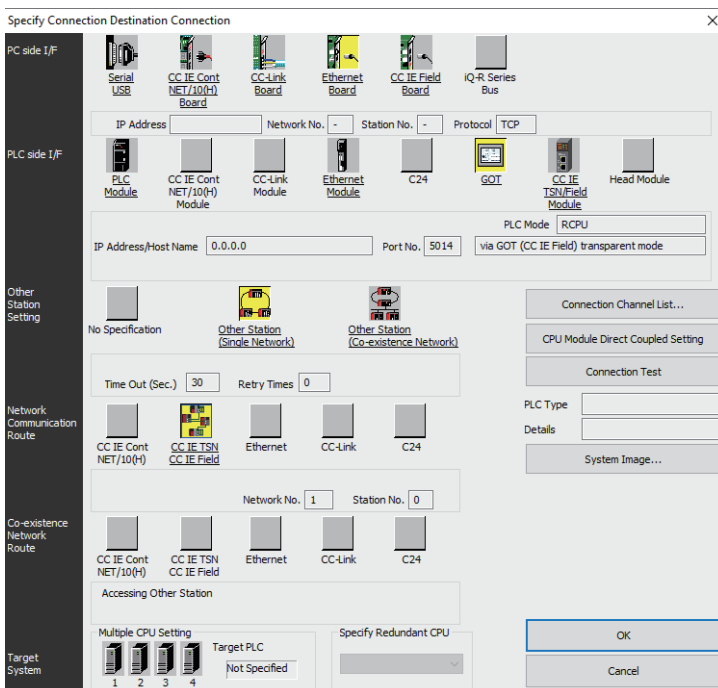 Specify Connection Destination Connection
PC side I/F
Serial
USB
CC IE Cont
NET/10(H)
Board
CC-Link
Board
Ethernet
Board
CC IE Field
Board
iQ-R Series
Bus
IP Address
Network No. -
Station No. -
Protocol TCP
PLC side I/F
PLC
Module
CC IE Cont
NET/10(H)
Module
CC-Link
Module
Ethernet
Module
C24
GOT
CC IE
TSN/Field
Module
Head Module
PLC Mode RCPU
IP Address/Host Name 0.0.0.0
Port No. 5014
via GOT (CC IE Field) transparent mode
Other
Station
Setting
No Specification
Other Station
(Single Network)
Other Station
(Co-existence Network)
Connection Channel List...
CPU Module Direct Coupled Setting
Connection Test
Time Out (Sec.) 30
Retry Times 0
PLC Type
Details
System Image...
Network
Communication
Route
CC IE Cont
NET/10(H)
CC IE TSN
CC IE Field
Ethernet
CC-Link
C24
Network No. 1
Station No. 0
Co-existence
Network
Route
CC IE Cont
NET/10(H)
CC IE TSN
CC IE Field
Ethernet
CC-Link
C24
Accessing Other Station
Target
System
Multiple CPU Setting
1 2 3 4
Target PLC
Not Specified
Specify Redundant CPU
OK
Cancel